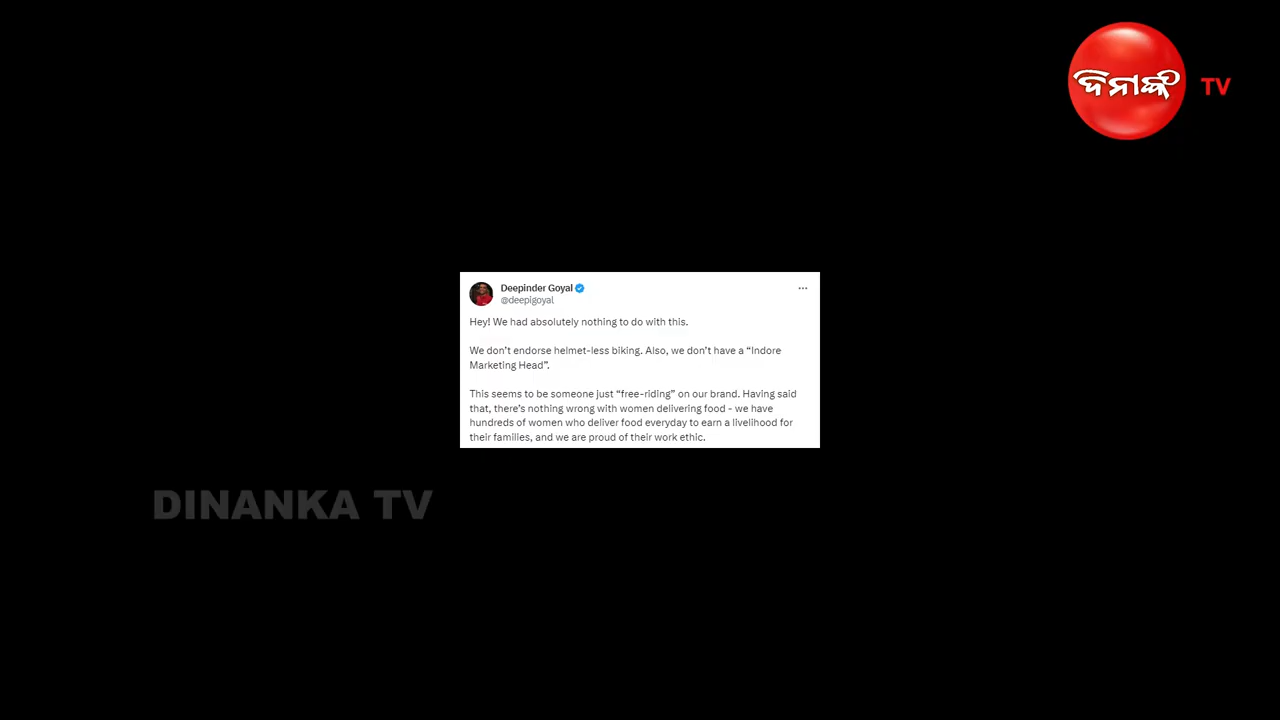 ଦିନାଙ୍କ TV
Deepinder Goyal
@deepigoyal
Hey! We had absolutely nothing to do with this.
We don’t endorse helmet-less biking. Also, we don’t have a “Indore
Marketing Head”.
This seems to be someone just “free-riding” on our brand. Having said
that, there’s nothing wrong with women delivering food - we have
hundreds of women who deliver food everyday to earn a livelihood for
their families, and we are proud of their work ethic.
DINANKA TV